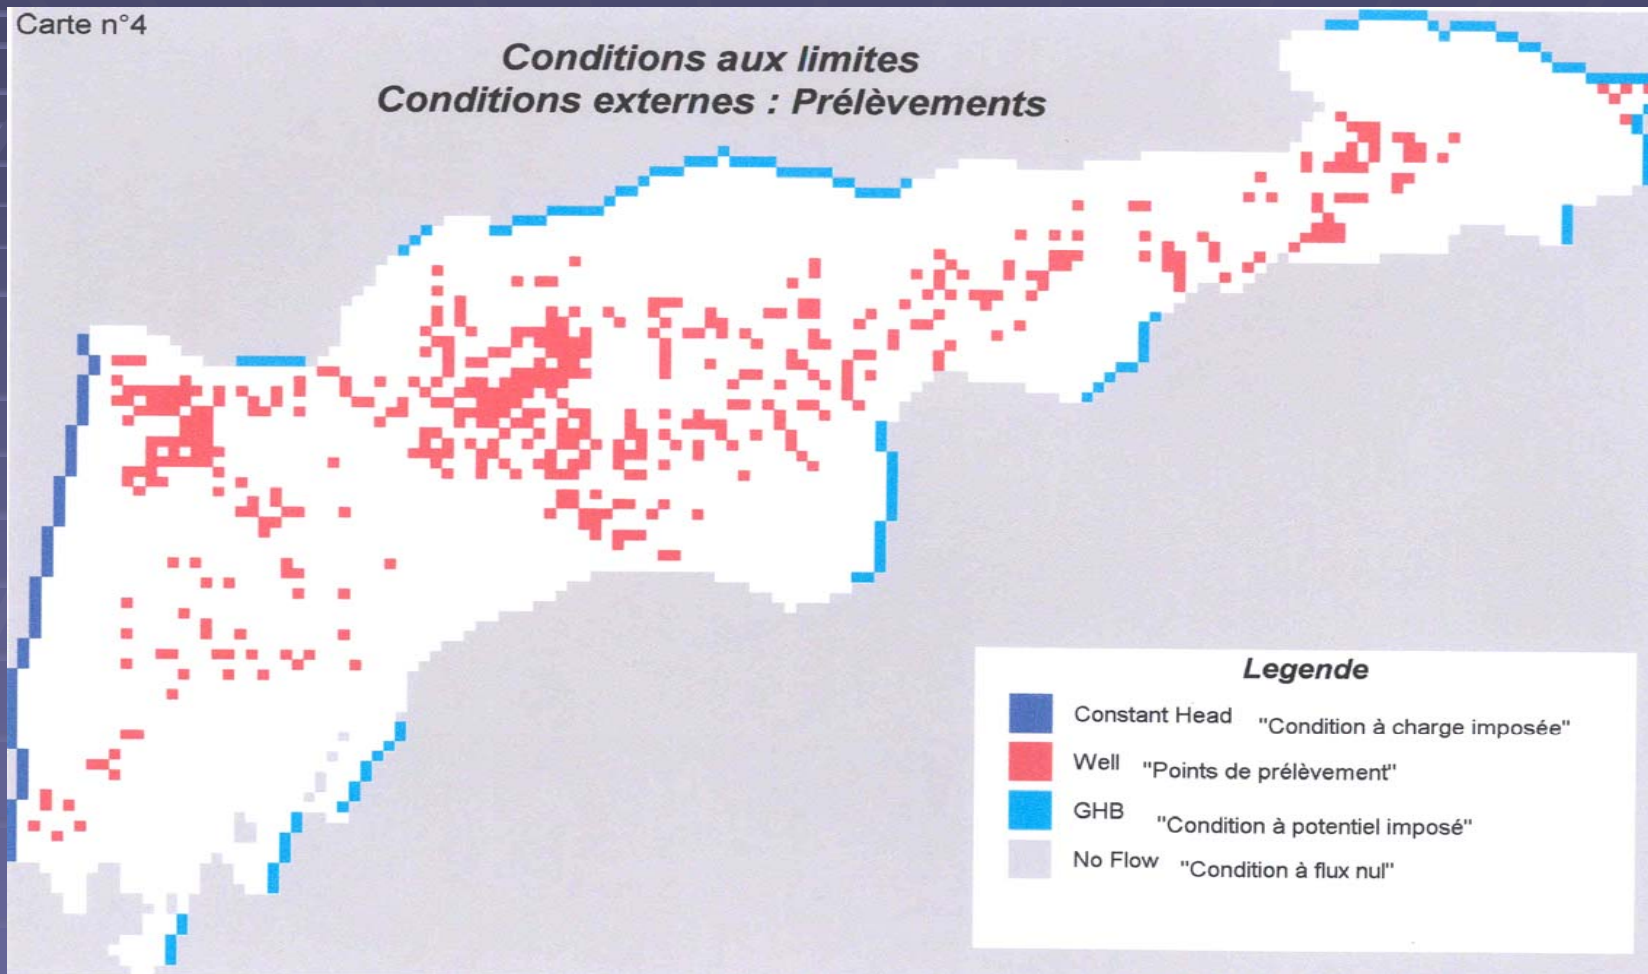 Carte n°4
Conditions aux limites
Conditions externes : Prélèvements
Legende
Constant Head "Condition à charge imposée"
Well "Points de prélèvement"
GHB "Condition à potentiel imposé"
No Flow "Condition à flux nul"